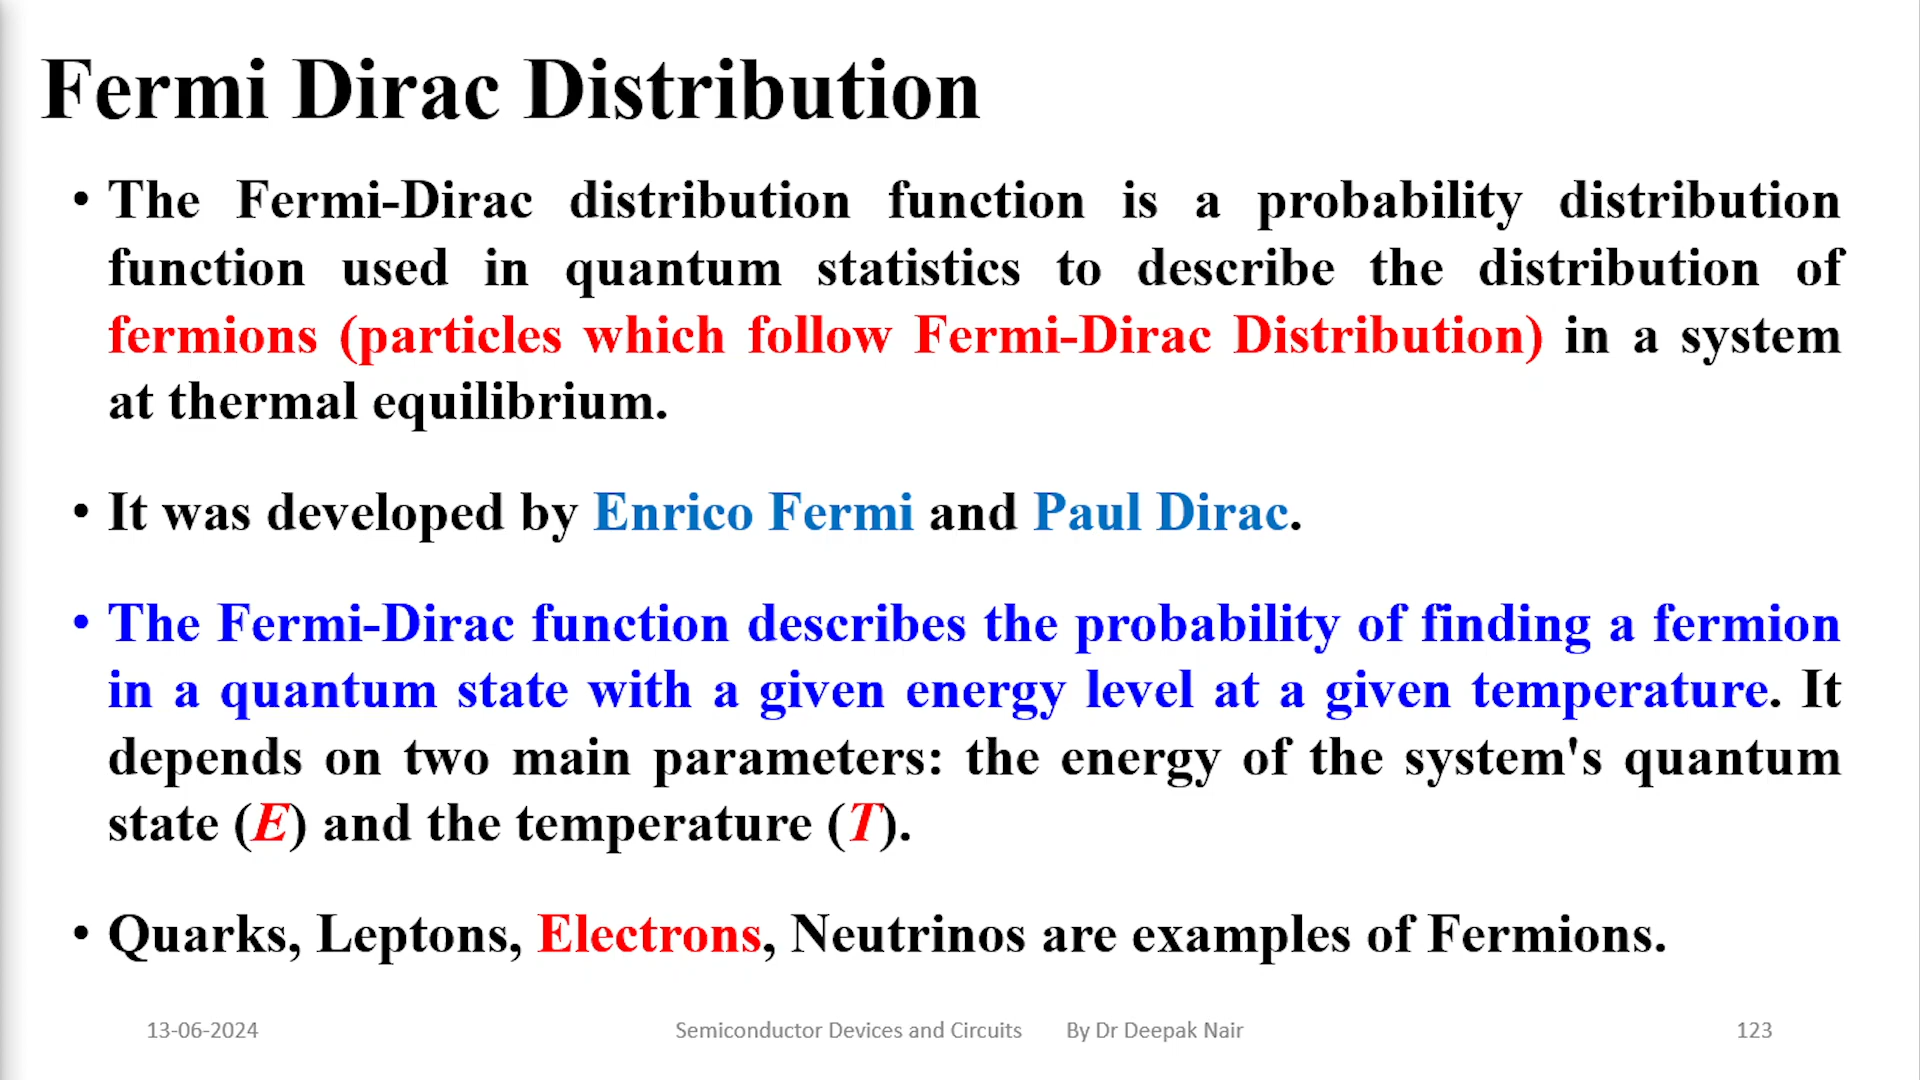 Fermi Dirac Distribution
• The Fermi-Dirac distribution function is a probability distribution
function used in quantum statistics to describe the distribution of
fermions (particles which follow Fermi-Dirac Distribution) in a system
at thermal equilibrium.
• It was developed by Enrico Fermi and Paul Dirac.
• The Fermi-Dirac function describes the probability of finding a fermion
in a quantum state with a given energy level at a given temperature. It
depends on two main parameters: the energy of the system's quantum
state (E) and the temperature (T).
• Quarks, Leptons, Electrons, Neutrinos are examples of Fermions.
13-06-2024 Semiconductor Devices and Circuits By Dr Deepak Nair 123